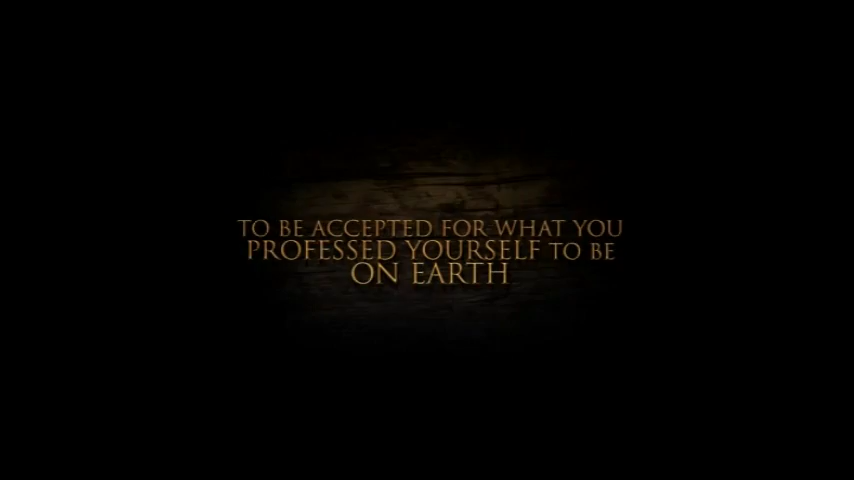 TO BE ACCEPTED FOR WHAT YOU
PROFESSED YOURSELF TO BE
ON EARTH